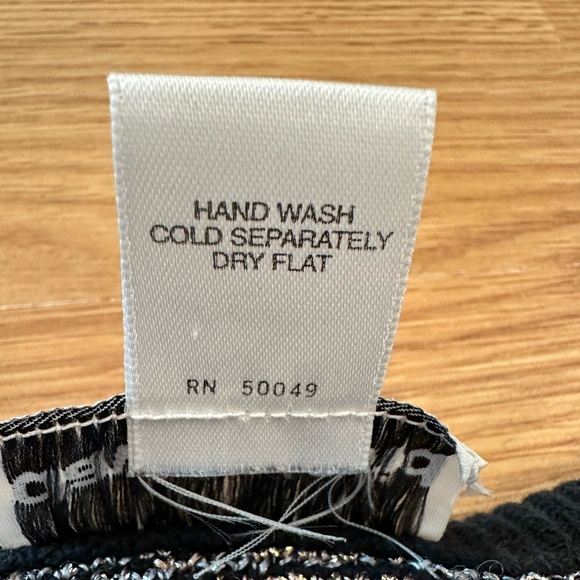 HAND WASH
COLD SEPARATELY
DRY FLAT
RN 50049